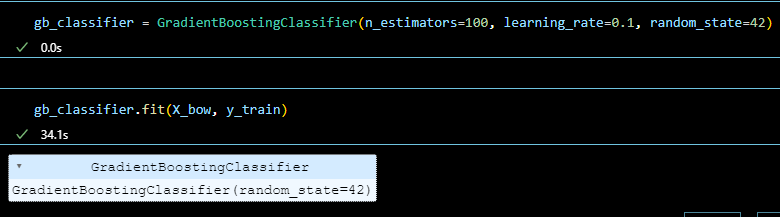 gb_classifier = GradientBoostingClassifier(n_estimators=100, learning_rate=0.1, random_state=42)
✓ 0.0s
gb_classifier.fit(X_bow, y_train)
✓ 34.1s
▾ GradientBoostingClassifier
GradientBoostingClassifier(random_state=42)